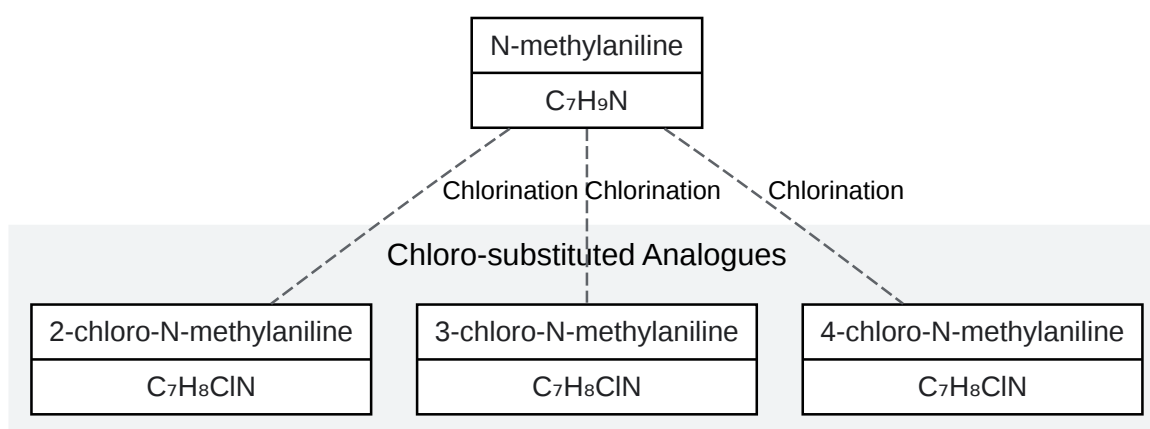 N-methylaniline
C₇H₉N
Chlorination Chlorination Chlorination
Chloro-substituted Analogues
2-chloro-N-methylaniline 3-chloro-N-methylaniline 4-chloro-N-methylaniline
C₇H₈ClN C₇H₈ClN C₇H₈ClN